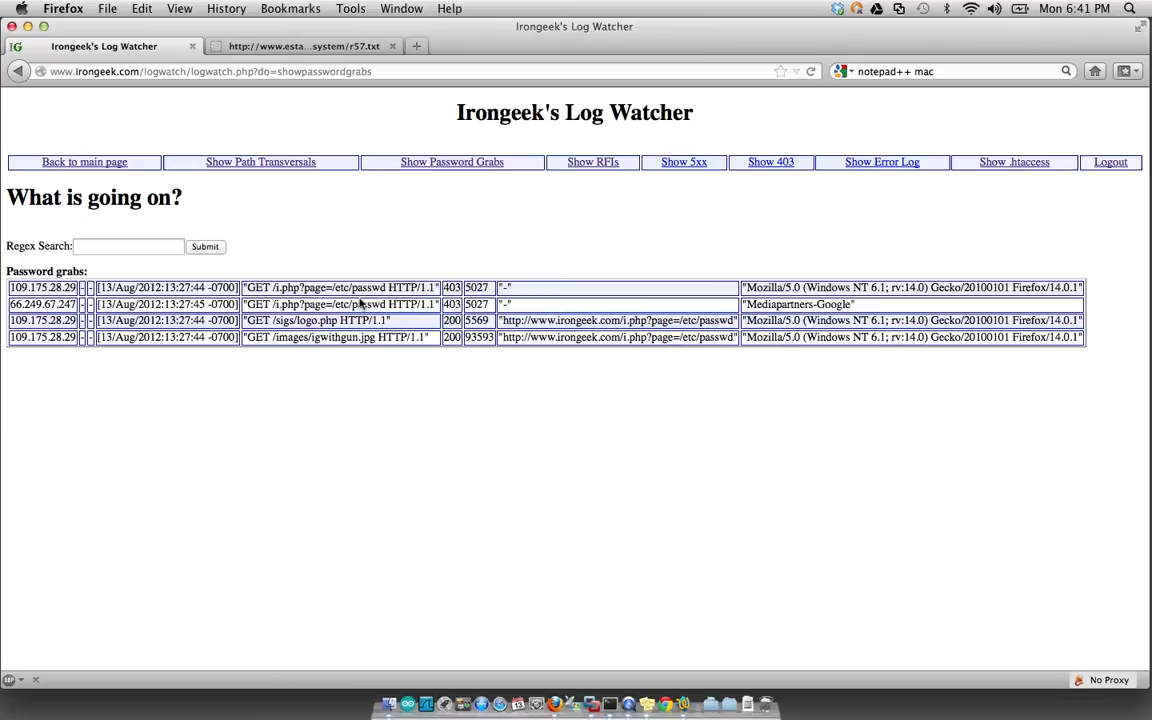 Firefox File Edit View History Bookmarks Tools Window Help Mon 6:41 PM
Irongeek's Log Watcher
IG Irongeek's Log Watcher http://www.esta...system/r57.txt
www.irongeek.com/logwatch/logwatch.php?do=showpasswordgrabs notepad++ mac
Irongeek's Log Watcher
Back to main page Show Path Transversals Show Password Grabs Show RFIs Show 5xx Show 403 Show Error Log Show .htaccess Logout
What is going on?
Regex Search: Submit
Password grabs:
109.175.28.29 - - [13/Aug/2012:13:27:44 -0700] "GET /i.php?page=/etc/passwd HTTP/1.1" 403 5027 "-" "Mozilla/5.0 (Windows NT 6.1; rv:14.0) Gecko/20100101 Firefox/14.0.1"
66.249.67.247 - - [13/Aug/2012:13:27:45 -0700] "GET /i.php?page=/etc/passwd HTTP/1.1" 403 5027 "-" "Mediapartners-Google"
109.175.28.29 - - [13/Aug/2012:13:27:44 -0700] "GET /sigs/logo.php HTTP/1.1" 200 5569 "http://www.irongeek.com/i.php?page=/etc/passwd" "Mozilla/5.0 (Windows NT 6.1; rv:14.0) Gecko/20100101 Firefox/14.0.1"
109.175.28.29 - - [13/Aug/2012:13:27:44 -0700] "GET /images/igwithgun.jpg HTTP/1.1" 200 93593 "http://www.irongeek.com/i.php?page=/etc/passwd" "Mozilla/5.0 (Windows NT 6.1; rv:14.0) Gecko/20100101 Firefox/14.0.1"
No Proxy